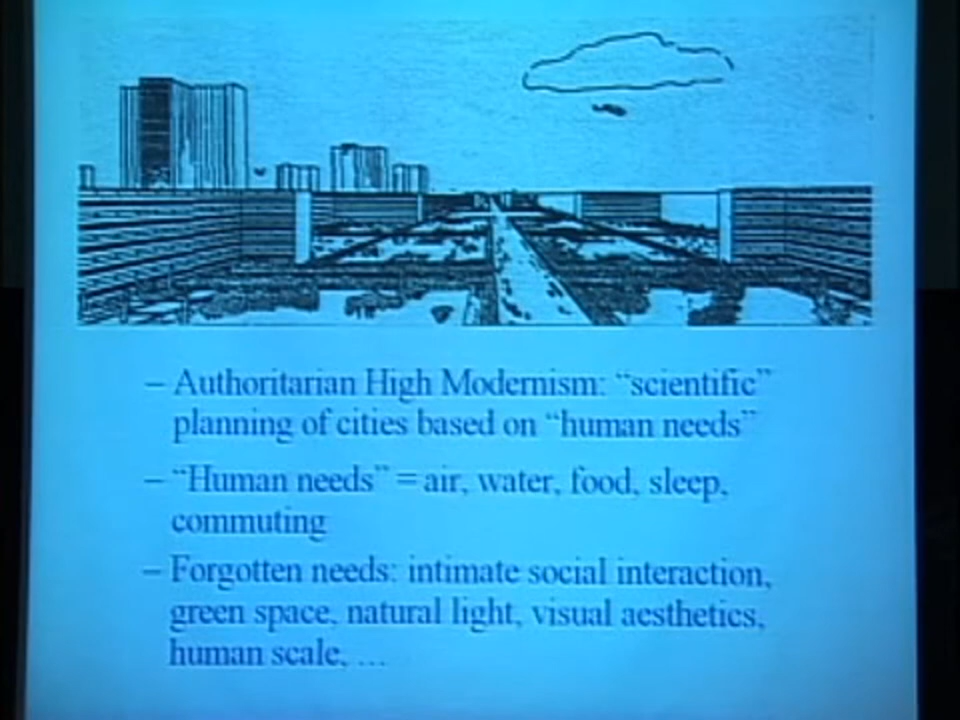 – Authoritarian High Modernism: “scientific”
planning of cities based on “human needs”
– “Human needs” = air, water, food, sleep,
commuting
– Forgotten needs: intimate social interaction,
green space, natural light, visual aesthetics,
human scale, …